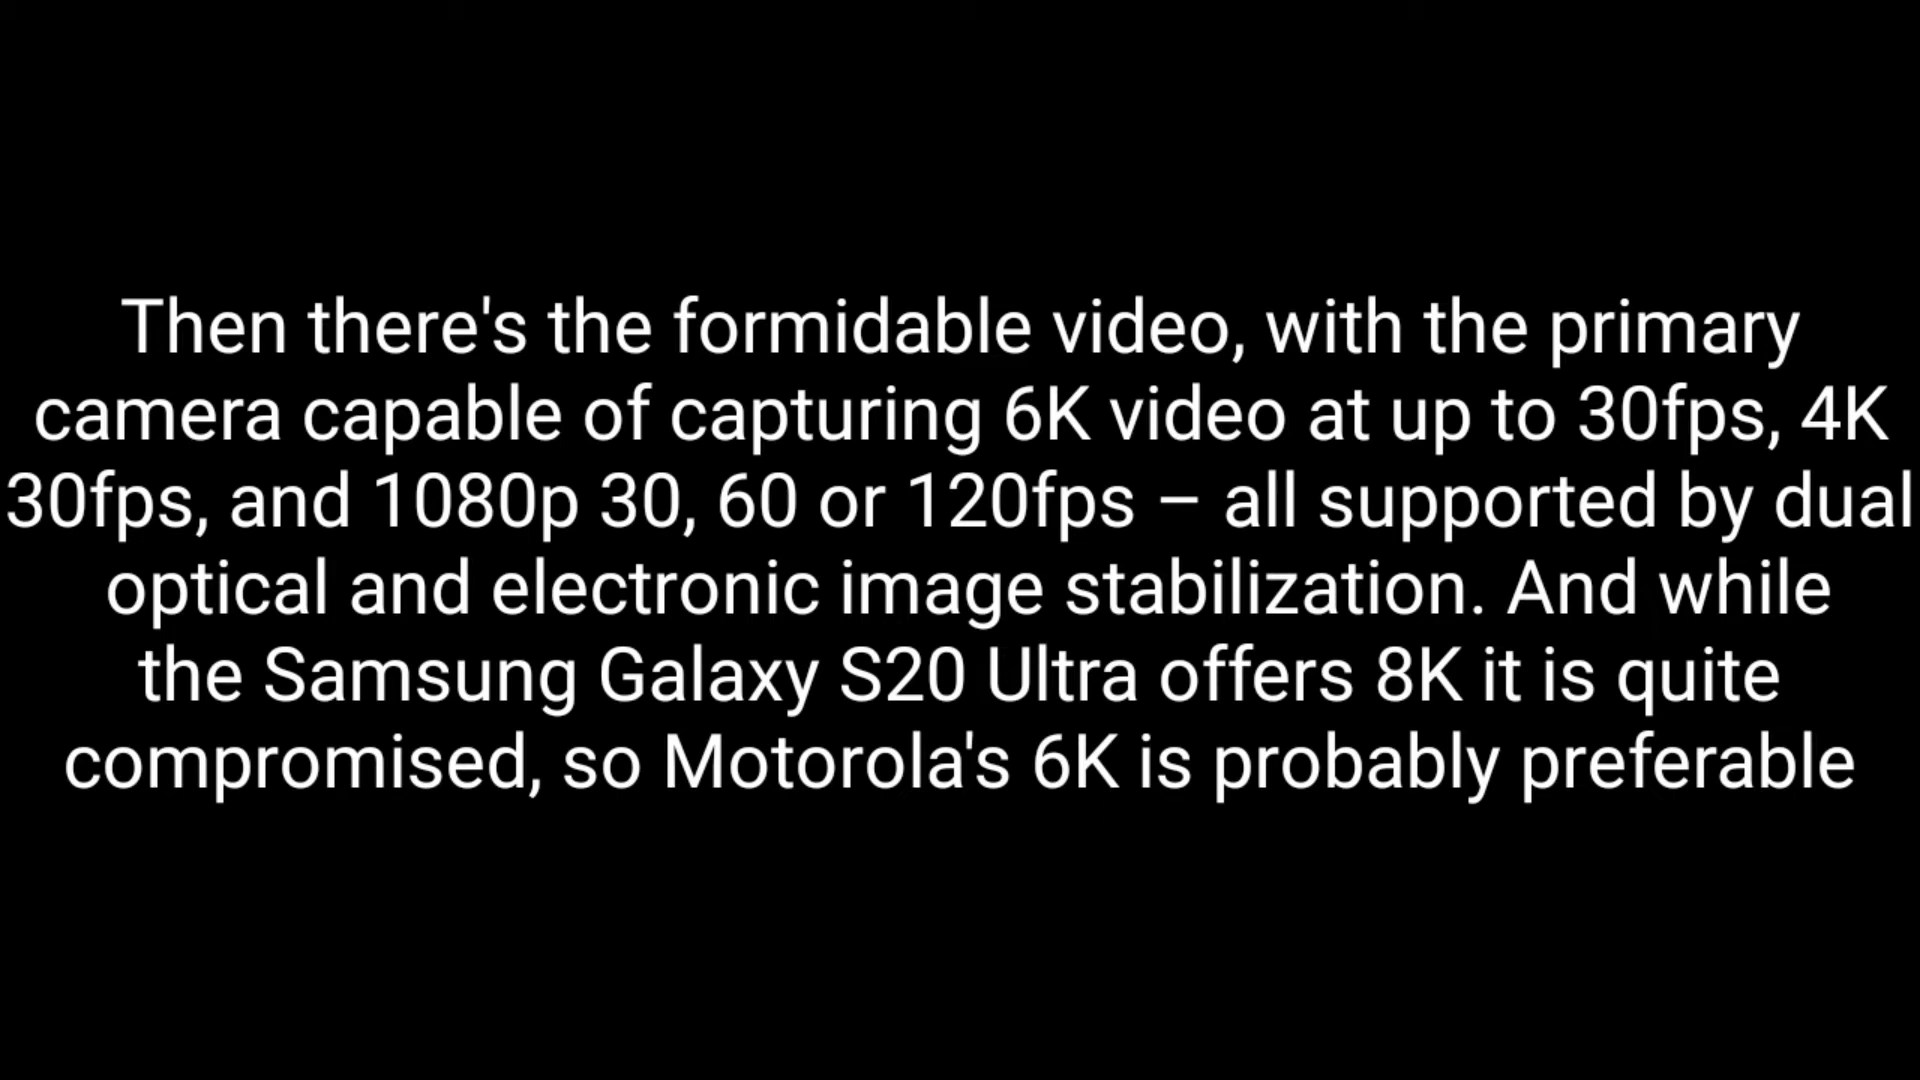 Then there's the formidable video, with the primary
camera capable of capturing 6K video at up to 30fps, 4K
30fps, and 1080p 30, 60 or 120fps – all supported by dual
optical and electronic image stabilization. And while
the Samsung Galaxy S20 Ultra offers 8K it is quite
compromised, so Motorola's 6K is probably preferable